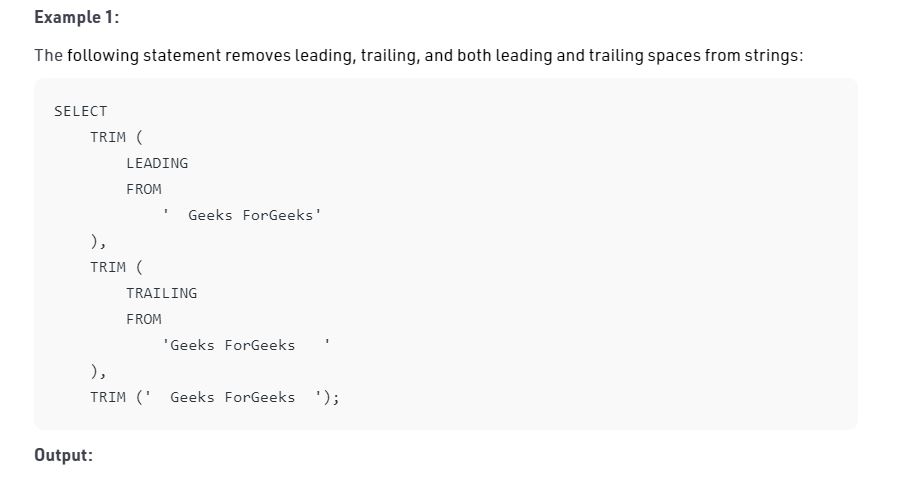 Example 1:
The following statement removes leading, trailing, and both leading and trailing spaces from strings:
SELECT
    TRIM (
        LEADING
        FROM
            '  Geeks ForGeeks'
    ),
    TRIM (
        TRAILING
        FROM
            'Geeks ForGeeks   '
    ),
    TRIM ('  Geeks ForGeeks  ');
Output: